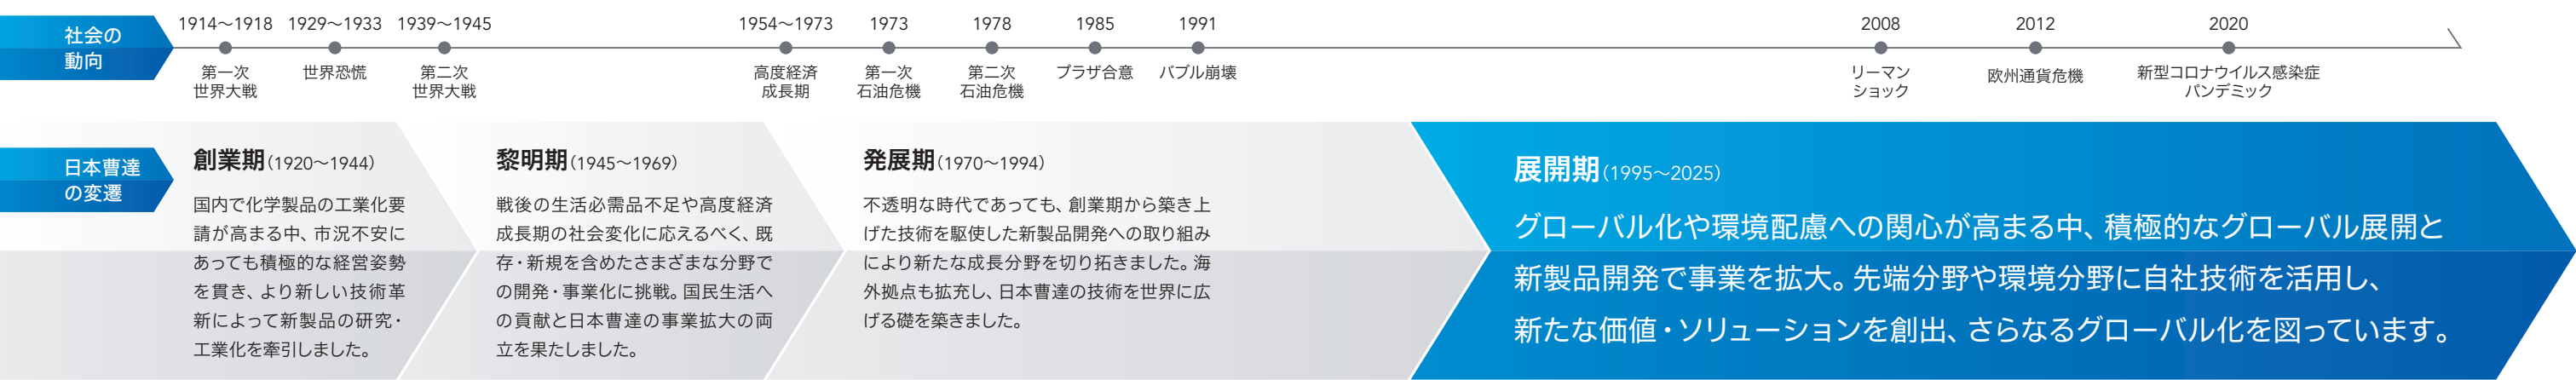 社会の
動向
1914〜1918
第一次
世界大戦
1929〜1933
世界恐慌
1939〜1945
第二次
世界大戦
1954〜1973
高度経済
成長期
1973
第一次
石油危機
1978
第二次
石油危機
1985
プラザ合意
1991
バブル崩壊
2008
リーマン
ショック
2012
欧州通貨危機
2020
新型コロナウイルス感染症
パンデミック
日本曹達
の変遷
創業期(1920〜1944)
国内で化学製品の工業化要
請が高まる中、市況不安に
あっても積極的な経営姿勢
を貫き、より新しい技術革
新によって新製品の研究・
工業化を牽引しました。
黎明期(1945〜1969)
戦後の生活必需品不足や高度経済
成長期の社会変化に応えるべく、既
存・新規を含めたさまざまな分野で
の開発・事業化に挑戦。国民生活へ
の貢献と日本曹達の事業拡大の両
立を果たしました。
発展期(1970〜1994)
不透明な時代であっても、創業期から築き上
げた技術を駆使した新製品開発への取り組み
により新たな成長分野を切り拓きました。海
外拠点も拡充し、日本曹達の技術を世界に広
げる礎を築きました。
展開期(1995〜2025)
グローバル化や環境配慮への関心が高まる中、積極的なグローバル展開と
新製品開発で事業を拡大。先端分野や環境分野に自社技術を活用し、
新たな価値・ソリューションを創出、さらなるグローバル化を図っています。